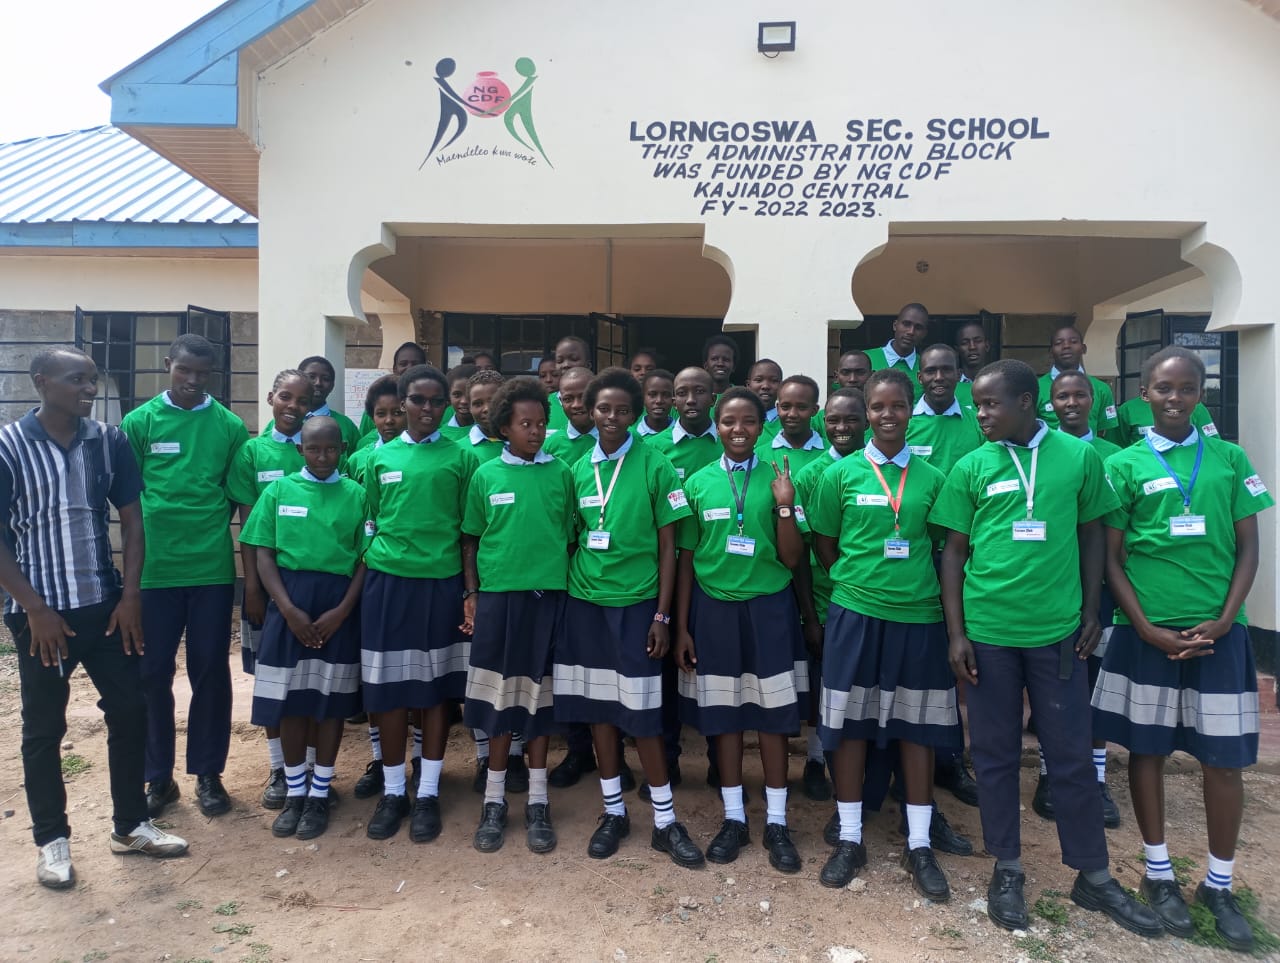 NG
CDF
Maendeleo kwa wote
LORNGOSWA SEC. SCHOOL
THIS ADMINISTRATION BLOCK
WAS FUNDED BY NG CDF
KAJIADO CENTRAL
FY - 2022 2023.